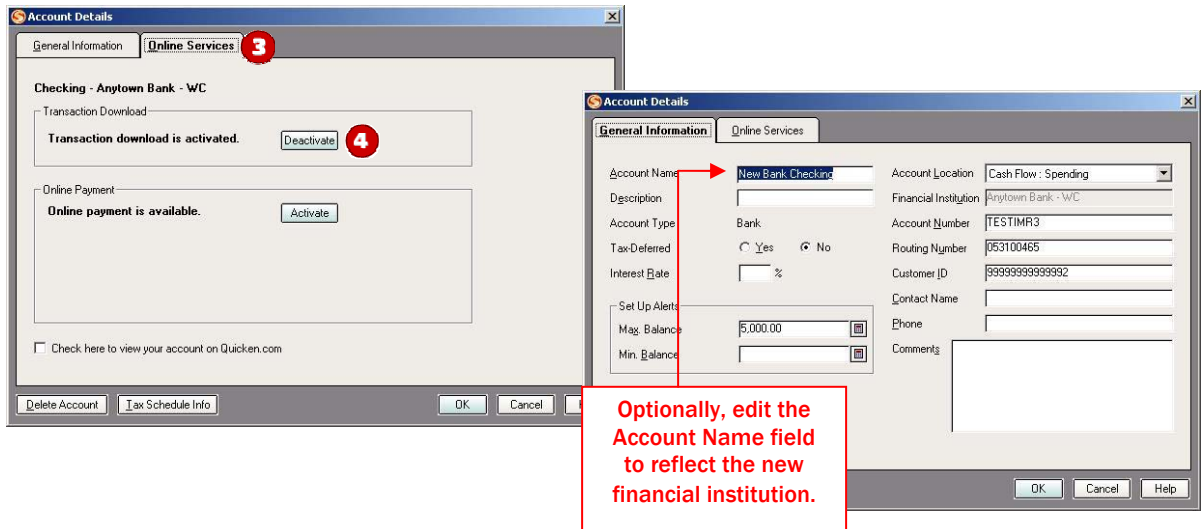 Account Details
General Information
Online Services
3
Checking - Anytown Bank - WC
Transaction Download
Transaction download is activated.
Deactivate
4
Online Payment
Online payment is available.
Activate
Check here to view your account on Quicken.com
Delete Account
Tax Schedule Info
OK
Cancel
Account Details
General Information
Online Services
Account Name
New Bank Checking
Description
Account Type
Bank
Tax-Deferred
Yes
No
Interest Rate
%
Set Up Alerts
Max. Balance
5,000.00
Min. Balance
Account Location
Cash Flow : Spending
Financial Institution
Anytown Bank - WC
Account Number
TESTIMR3
Routing Number
053100465
Customer ID
99999999999992
Contact Name
Phone
Comments
OK
Cancel
Help
Optionally, edit the
Account Name field
to reflect the new
financial institution.